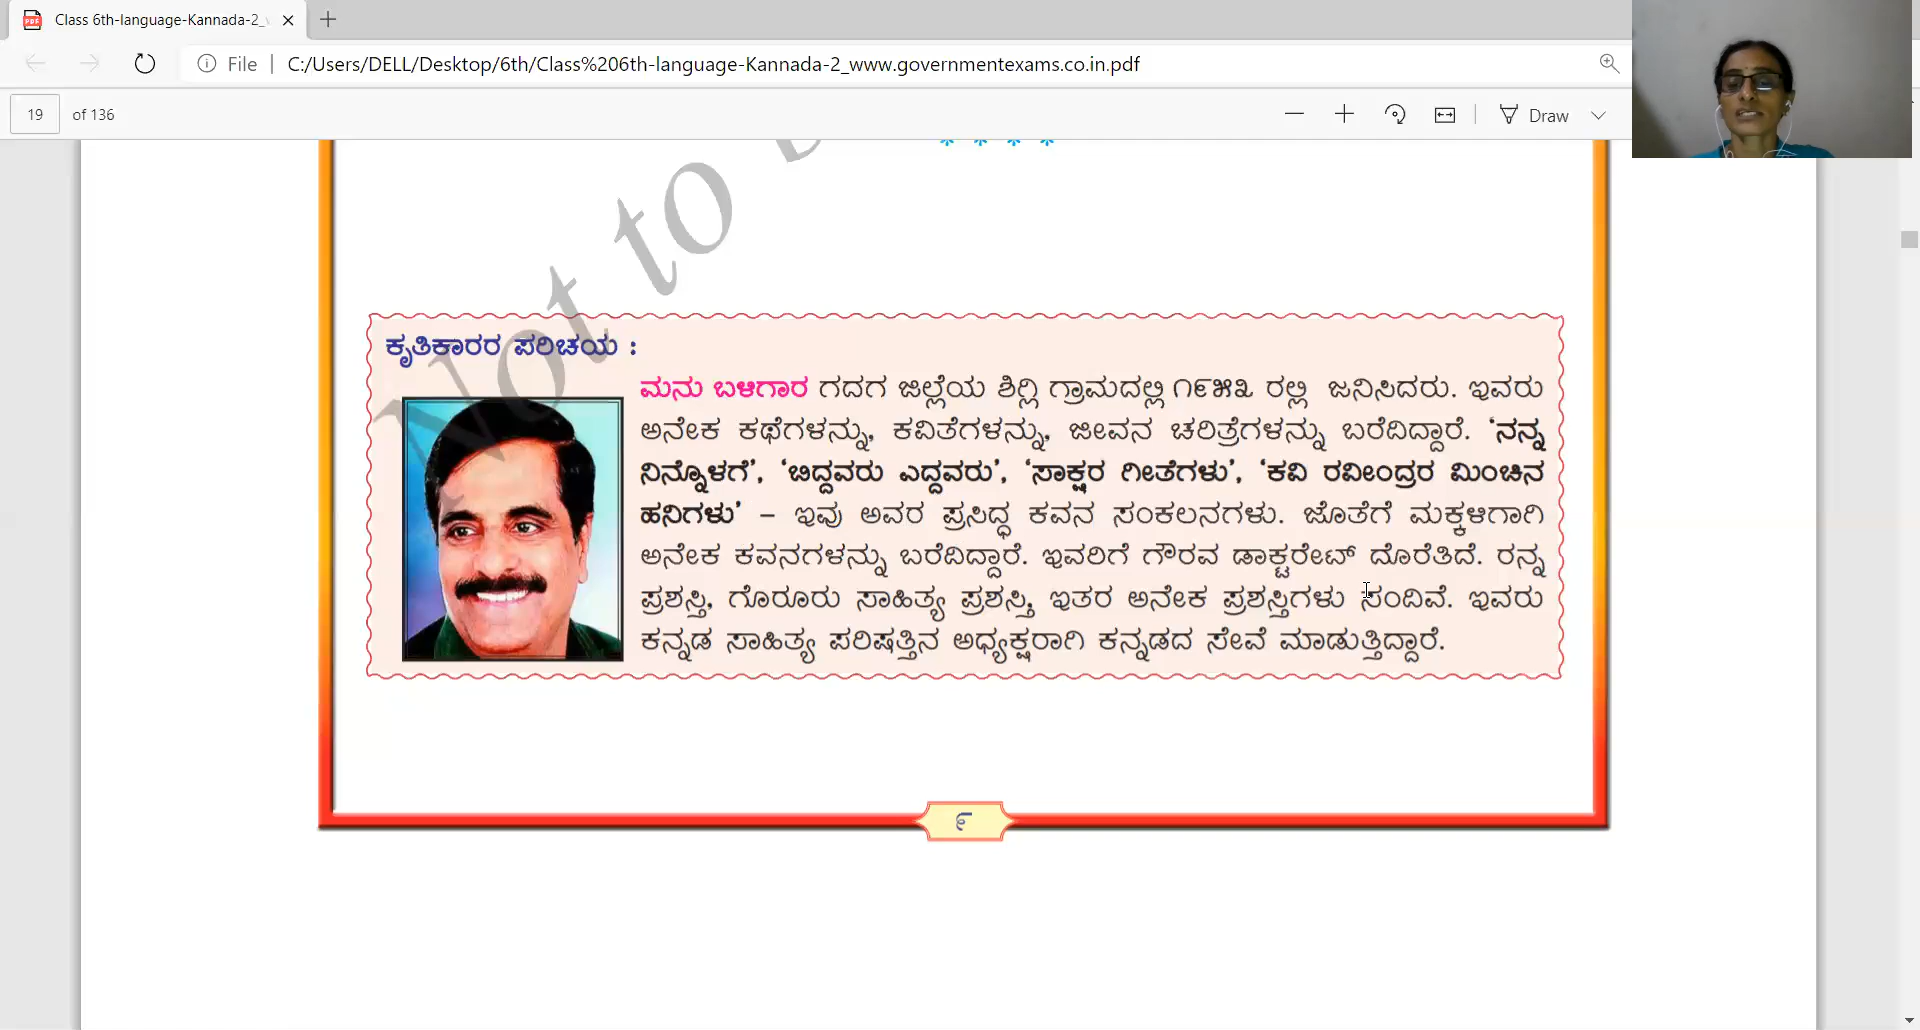 Class 6th-language-Kannada-2_
File
C:/Users/DELL/Desktop/6th/Class%206th-language-Kannada-2_www.governmentexams.co.in.pdf
19 of 136
Draw
Not to
* * * *
ಕೃತಿಕಾರರ ಪರಿಚಯ :
ಮನು ಬಳಿಗಾರ ಗದಗ ಜಿಲ್ಲೆಯ ಶಿಗ್ಲಿ ಗ್ರಾಮದಲ್ಲಿ ೧೯೫೩ ರಲ್ಲಿ ಜನಿಸಿದರು. ಇವರು
ಅನೇಕ ಕಥೆಗಳನ್ನು, ಕವಿತೆಗಳನ್ನು, ಜೀವನ ಚರಿತ್ರೆಗಳನ್ನು ಬರೆದಿದ್ದಾರೆ. ‘ನನ್ನ
ನಿನ್ನೊಳಗೆ’, ‘ಬಿದ್ದವರು ಎದ್ದವರು’, ‘ಸಾಕ್ಷರ ಗೀತೆಗಳು’, ‘ಕವಿ ರವೀಂದ್ರರ ಮಿಂಚಿನ
ಹನಿಗಳು’ – ಇವು ಅವರ ಪ್ರಸಿದ್ಧ ಕವನ ಸಂಕಲನಗಳು. ಜೊತೆಗೆ ಮಕ್ಕಳಿಗಾಗಿ
ಅನೇಕ ಕವನಗಳನ್ನು ಬರೆದಿದ್ದಾರೆ. ಇವರಿಗೆ ಗೌರವ ಡಾಕ್ಟರೇಟ್ ದೊರೆತಿದೆ. ರನ್ನ
ಪ್ರಶಸ್ತಿ, ಗೊರೂರು ಸಾಹಿತ್ಯ ಪ್ರಶಸ್ತಿ, ಇತರ ಅನೇಕ ಪ್ರಶಸ್ತಿಗಳು ಸಂದಿವೆ. ಇವರು
ಕನ್ನಡ ಸಾಹಿತ್ಯ ಪರಿಷತ್ತಿನ ಅಧ್ಯಕ್ಷರಾಗಿ ಕನ್ನಡದ ಸೇವೆ ಮಾಡುತ್ತಿದ್ದಾರೆ.
೯